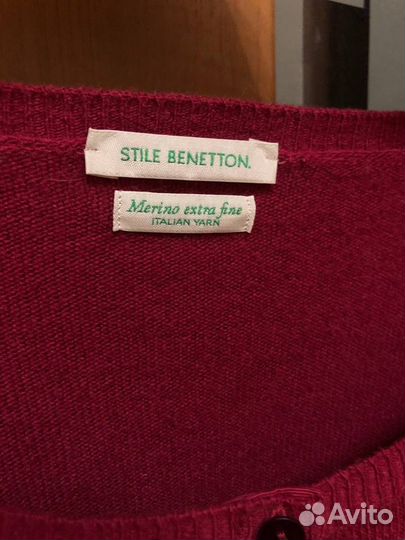 STILE BENETTON.
Merino extra fine
ITALIAN YARN
Avito